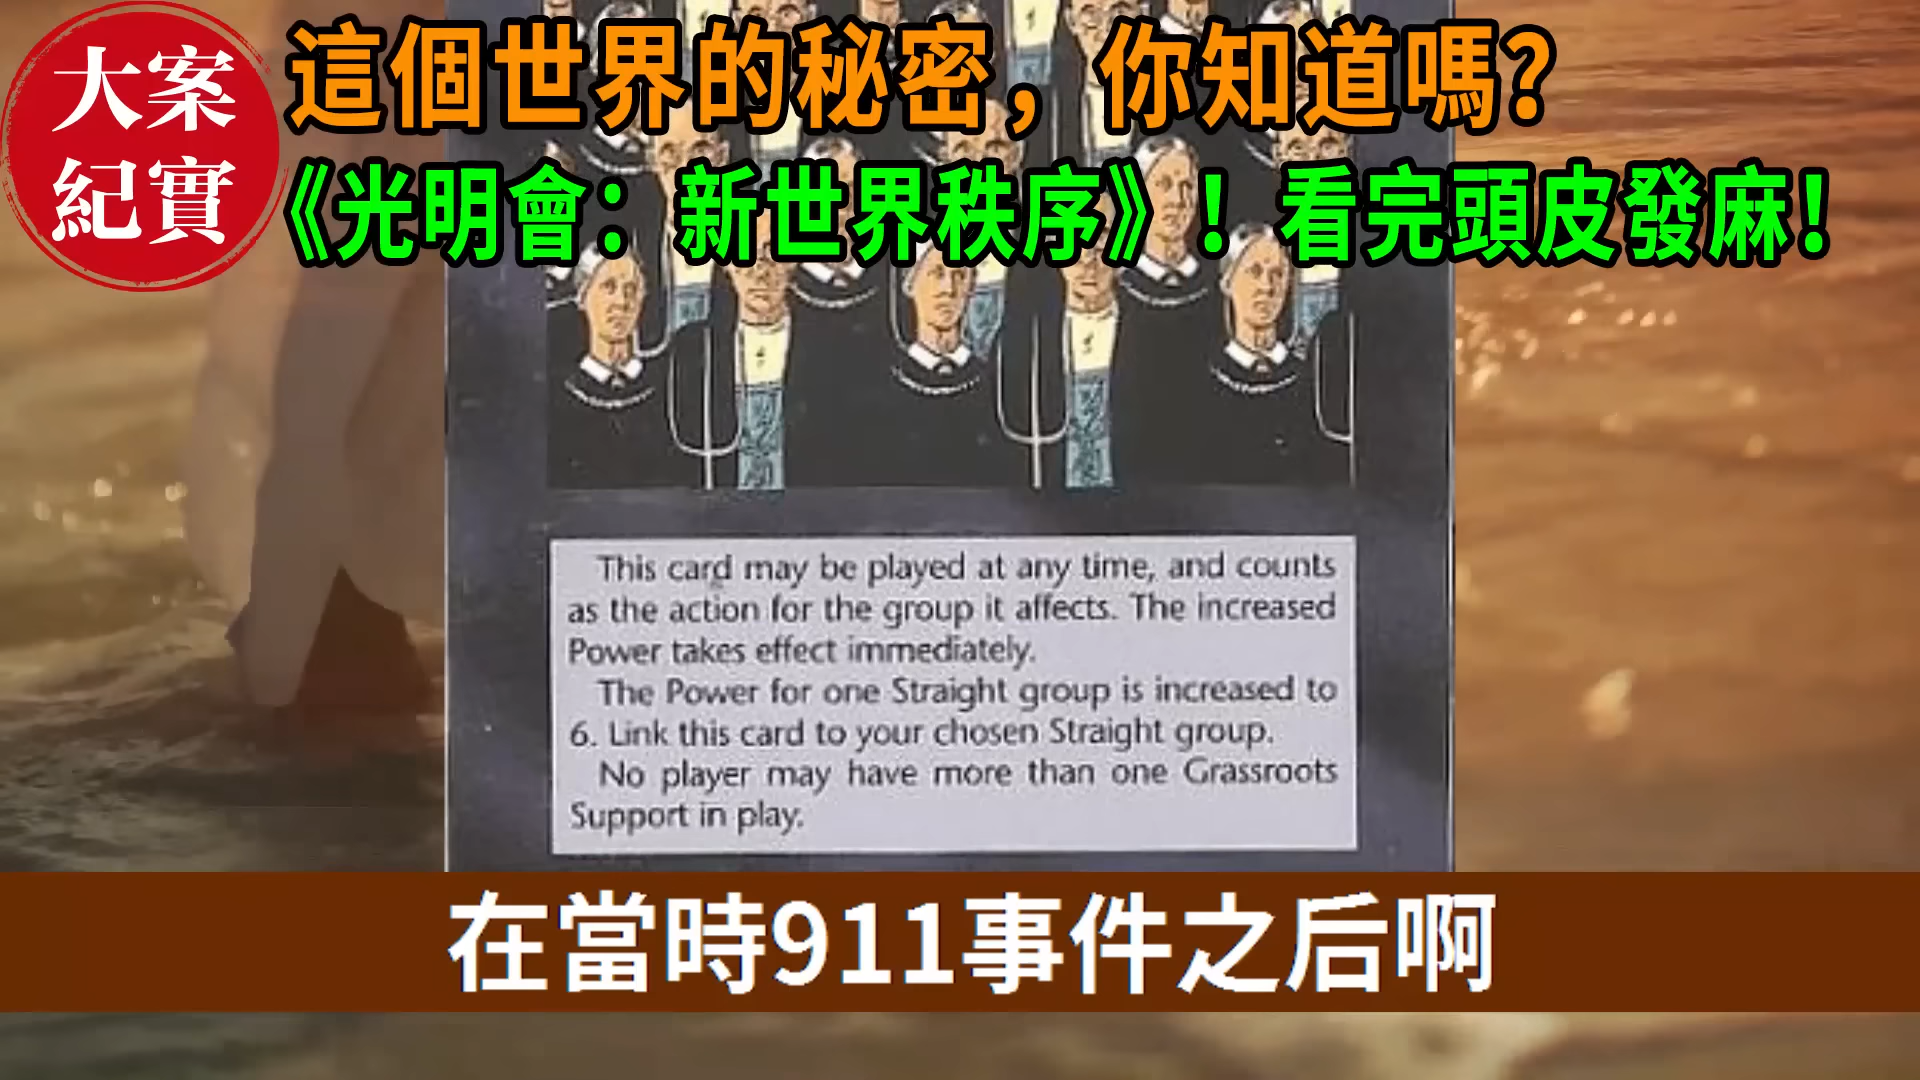 大案
紀實
這個世界的秘密，你知道嗎？
《光明會：新世界秩序》！看完頭皮發麻！
This card may be played at any time, and counts
as the action for the group it affects. The increased
Power takes effect immediately.
The Power for one Straight group is increased to
6. Link this card to your chosen Straight group.
No player may have more than one Grassroots
Support in play.
在當時911事件之后啊